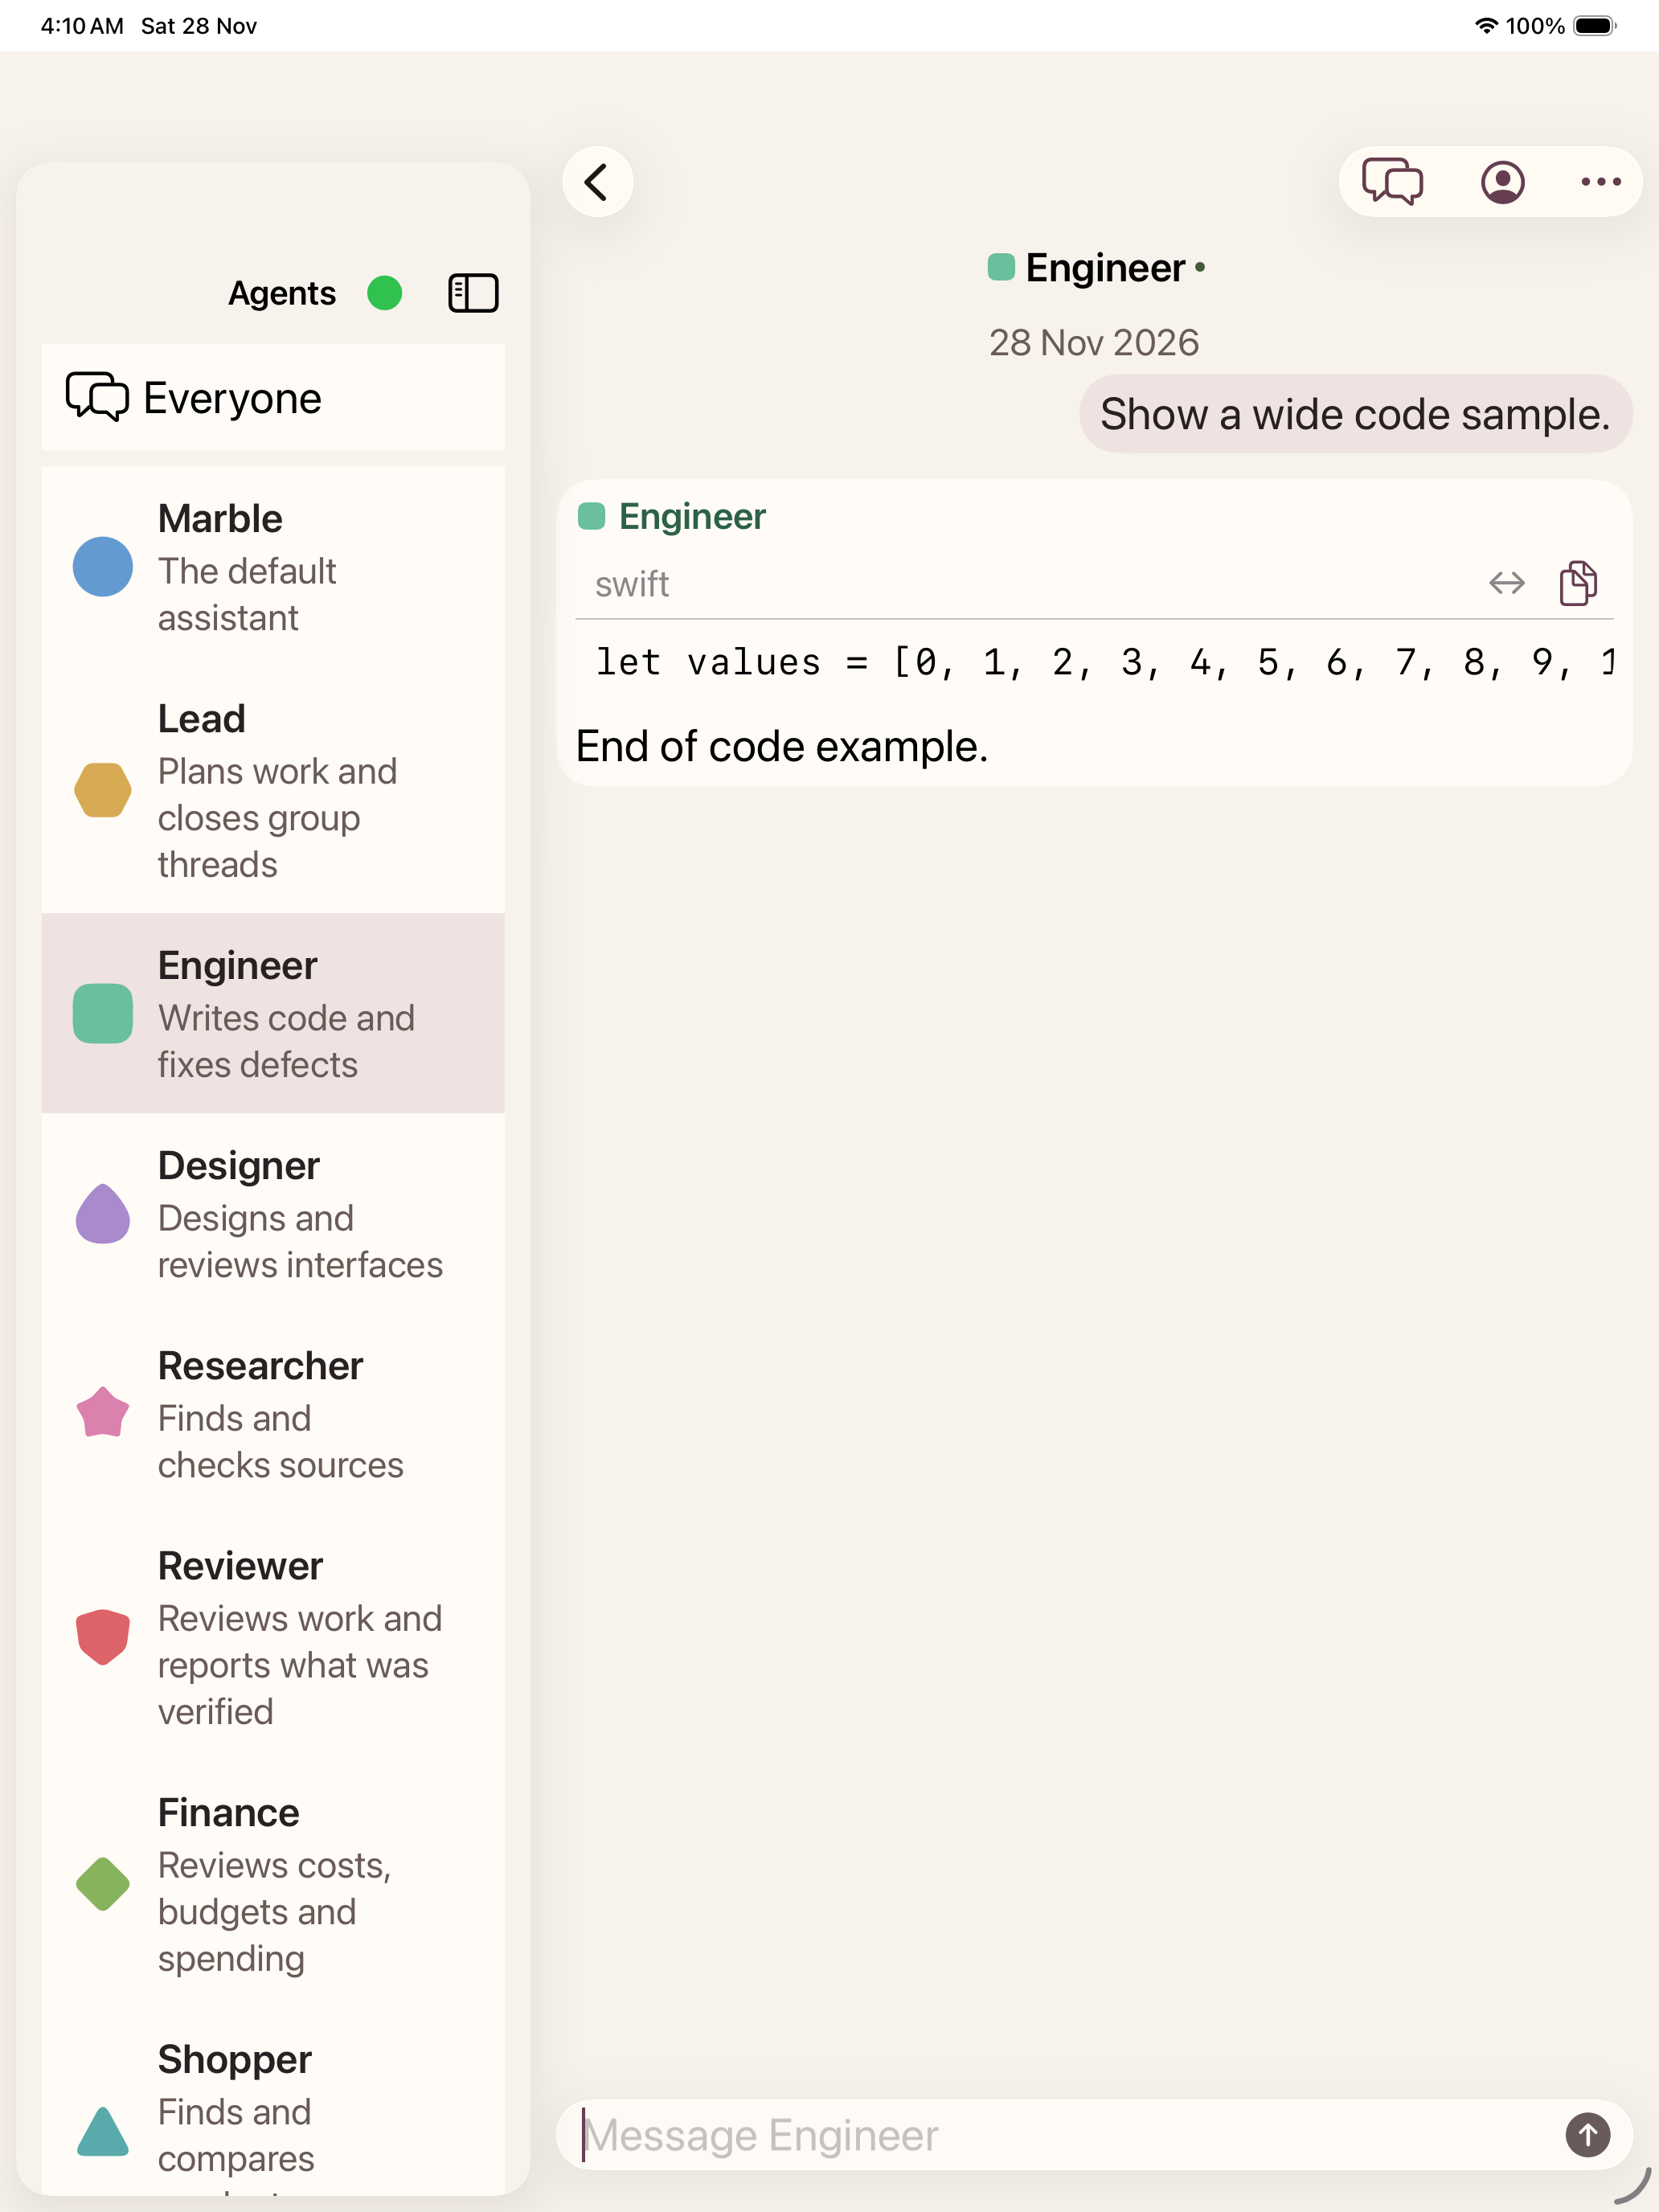 4:10 AM Sat 28 Nov
100%
Agents
Everyone
Marble
The default
assistant
Lead
Plans work and
closes group
threads
Engineer
Writes code and
fixes defects
Designer
Designs and
reviews interfaces
Researcher
Finds and
checks sources
Reviewer
Reviews work and
reports what was
verified
Finance
Reviews costs,
budgets and
spending
Shopper
Finds and
compares
Engineer
28 Nov 2026
Show a wide code sample.
Engineer
swift
let values = [0, 1, 2, 3, 4, 5, 6, 7, 8, 9, 1
End of code example.
Message Engineer